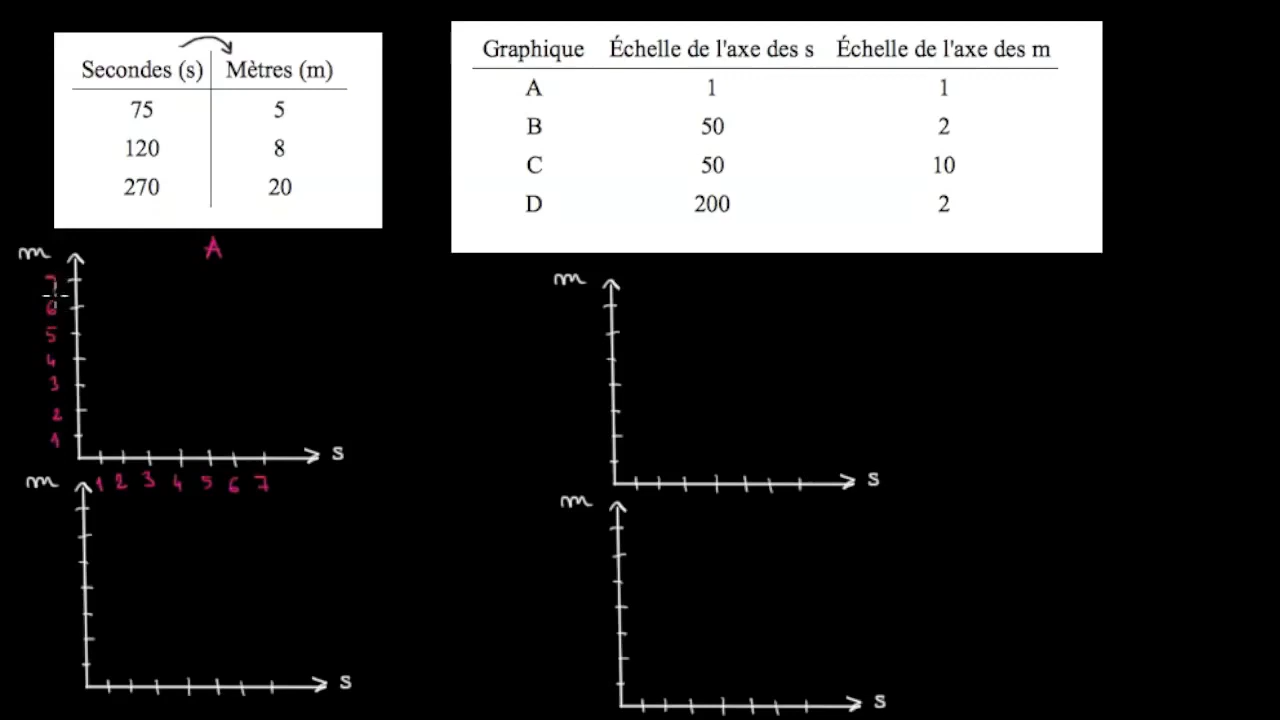 Secondes (s) Mètres (m)
75 5
120 8
270 20
Graphique Échelle de l'axe des s Échelle de l'axe des m
A 1 1
B 50 2
C 50 10
D 200 2
A
m
7
6
5
4
3
2
1
s
1 2 3 4 5 6 7
m
s
m
s
m
s